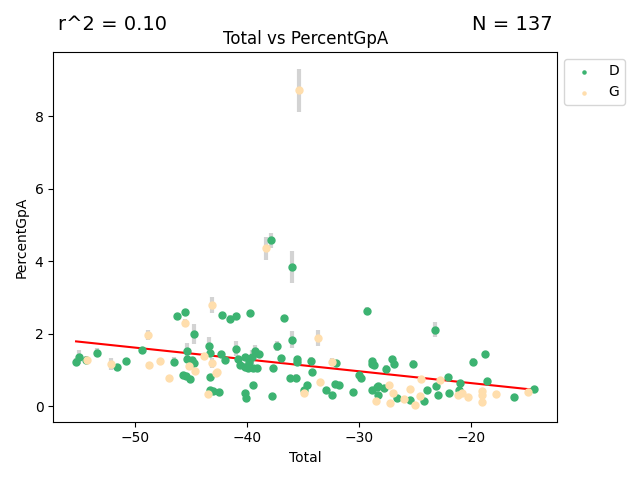 r^2 = 0.10
N = 137
Total vs PercentGpA
D
G
8
6
4
2
0
PercentGpA
−50
−40
−30
−20
Total